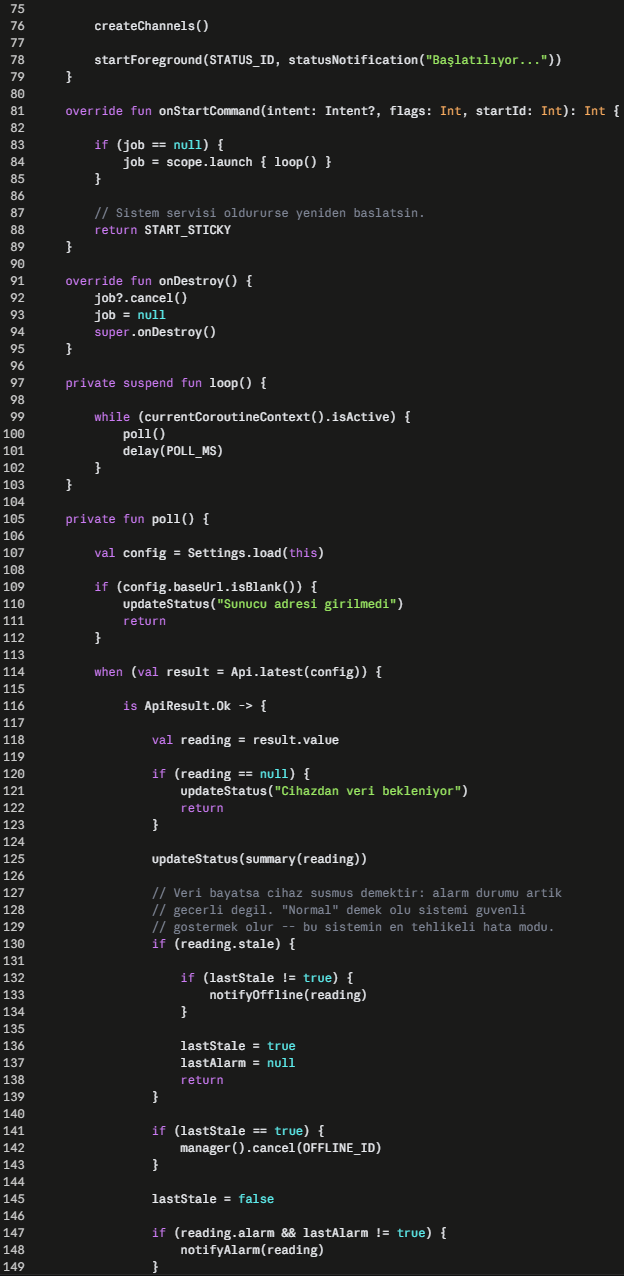 75
76 createChannels()
77
78 startForeground(STATUS_ID, statusNotification("Başlatılıyor..."))
79 }
80
81 override fun onStartCommand(intent: Intent?, flags: Int, startId: Int): Int {
82
83 if (job == null) {
84 job = scope.launch { loop() }
85 }
86
87 // Sistem servisi oldururse yeniden baslatsin.
88 return START_STICKY
89 }
90
91 override fun onDestroy() {
92 job?.cancel()
93 job = null
94 super.onDestroy()
95 }
96
97 private suspend fun loop() {
98
99 while (currentCoroutineContext().isActive) {
100 poll()
101 delay(POLL_MS)
102 }
103 }
104
105 private fun poll() {
106
107 val config = Settings.load(this)
108
109 if (config.baseUrl.isBlank()) {
110 updateStatus("Sunucu adresi girilmedi")
111 return
112 }
113
114 when (val result = Api.latest(config)) {
115
116 is ApiResult.Ok -> {
117
118 val reading = result.value
119
120 if (reading == null) {
121 updateStatus("Cihazdan veri bekleniyor")
122 return
123 }
124
125 updateStatus(summary(reading))
126
127 // Veri bayatsa cihaz susmus demektir: alarm durumu artik
128 // gecerli degil. "Normal" demek olu sistemi guvenli
129 // gostermek olur -- bu sistemin en tehlikeli hata modu.
130 if (reading.stale) {
131
132 if (lastStale != true) {
133 notifyOffline(reading)
134 }
135
136 lastStale = true
137 lastAlarm = null
138 return
139 }
140
141 if (lastStale == true) {
142 manager().cancel(OFFLINE_ID)
143 }
144
145 lastStale = false
146
147 if (reading.alarm && lastAlarm != true) {
148 notifyAlarm(reading)
149 }